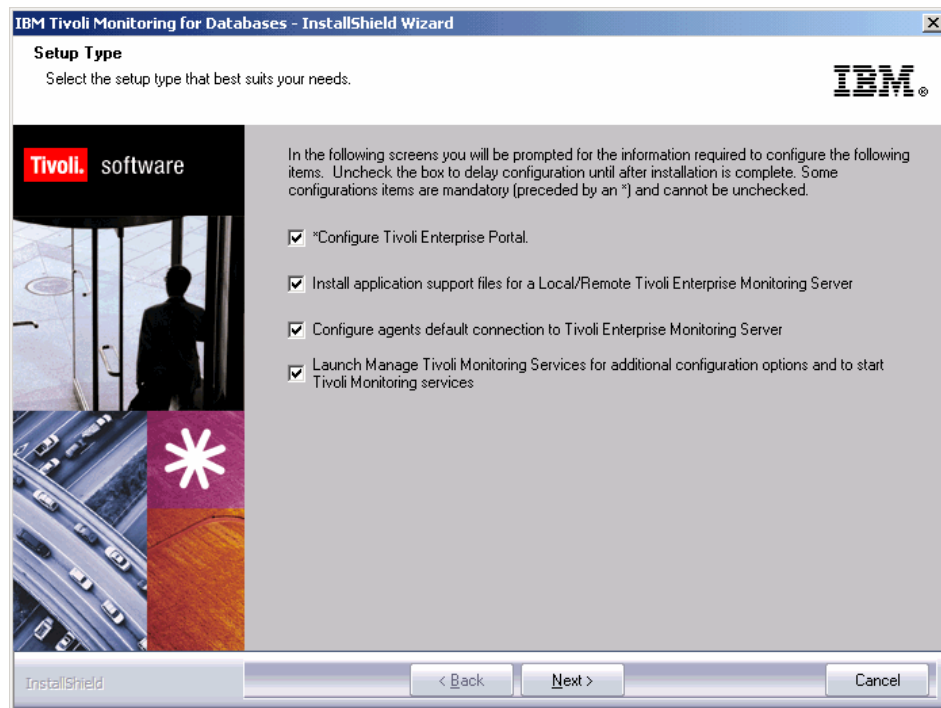 IBM Tivoli Monitoring for Databases - InstallShield Wizard
Setup Type
Select the setup type that best suits your needs.
IBM®
Tivoli. software
In the following screens you will be prompted for the information required to configure the following
items. Uncheck the box to delay configuration until after installation is complete. Some
configurations items are mandatory (preceded by an *) and cannot be unchecked.
*Configure Tivoli Enterprise Portal.
Install application support files for a Local/Remote Tivoli Enterprise Monitoring Server
Configure agents default connection to Tivoli Enterprise Monitoring Server
Launch Manage Tivoli Monitoring Services for additional configuration options and to start
Tivoli Monitoring services
InstallShield
< Back
Next >
Cancel